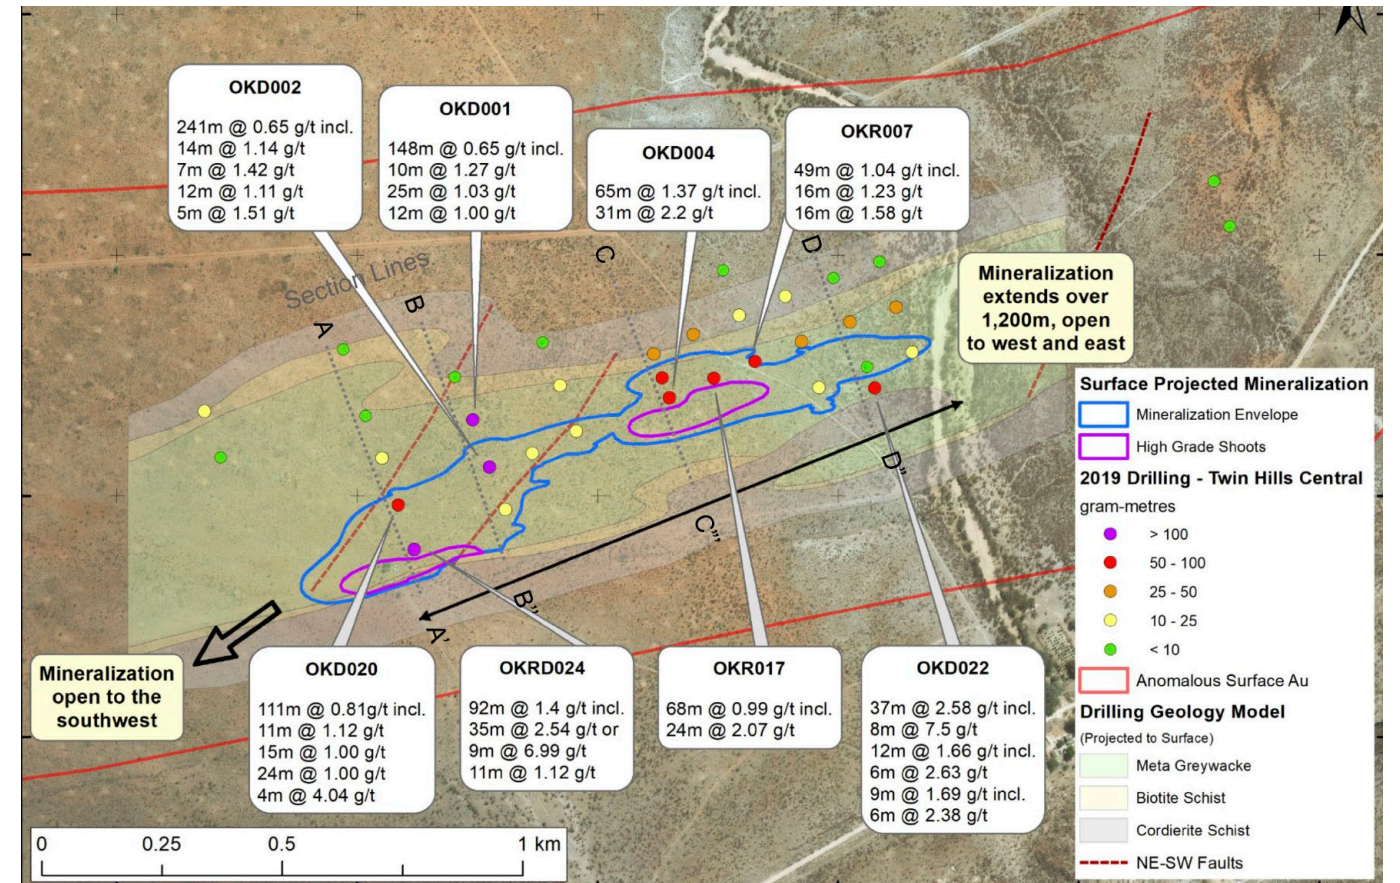 OKD002
241m @ 0.65 g/t incl.
14m @ 1.14 g/t
7m @ 1.42 g/t
12m @ 1.11 g/t
5m @ 1.51 g/t
OKD001
148m @ 0.65 g/t incl.
10m @ 1.27 g/t
25m @ 1.03 g/t
12m @ 1.00 g/t
OKD004
65m @ 1.37 g/t incl.
31m @ 2.2 g/t
OKR007
49m @ 1.04 g/t incl.
16m @ 1.23 g/t
16m @ 1.58 g/t
Section Lines
A
B
C
D
Mineralization
extends over
1,200m, open
to west and east
A'
B"
C"'
D"
Mineralization
open to the
southwest
OKD020
111m @ 0.81g/t incl.
11m @ 1.12 g/t
15m @ 1.00 g/t
24m @ 1.00 g/t
4m @ 4.04 g/t
OKRD024
92m @ 1.4 g/t incl.
35m @ 2.54 g/t or
9m @ 6.99 g/t
11m @ 1.12 g/t
OKR017
68m @ 0.99 g/t incl.
24m @ 2.07 g/t
OKD022
37m @ 2.58 g/t incl.
8m @ 7.5 g/t
12m @ 1.66 g/t incl.
6m @ 2.63 g/t
9m @ 1.69 g/t incl.
6m @ 2.38 g/t
Surface Projected Mineralization
Mineralization Envelope
High Grade Shoots
2019 Drilling - Twin Hills Central
gram-metres
> 100
50 - 100
25 - 50
10 - 25
< 10
Anomalous Surface Au
Drilling Geology Model
(Projected to Surface)
Meta Greywacke
Biotite Schist
Cordierite Schist
NE-SW Faults
0 0.25 0.5 1 km